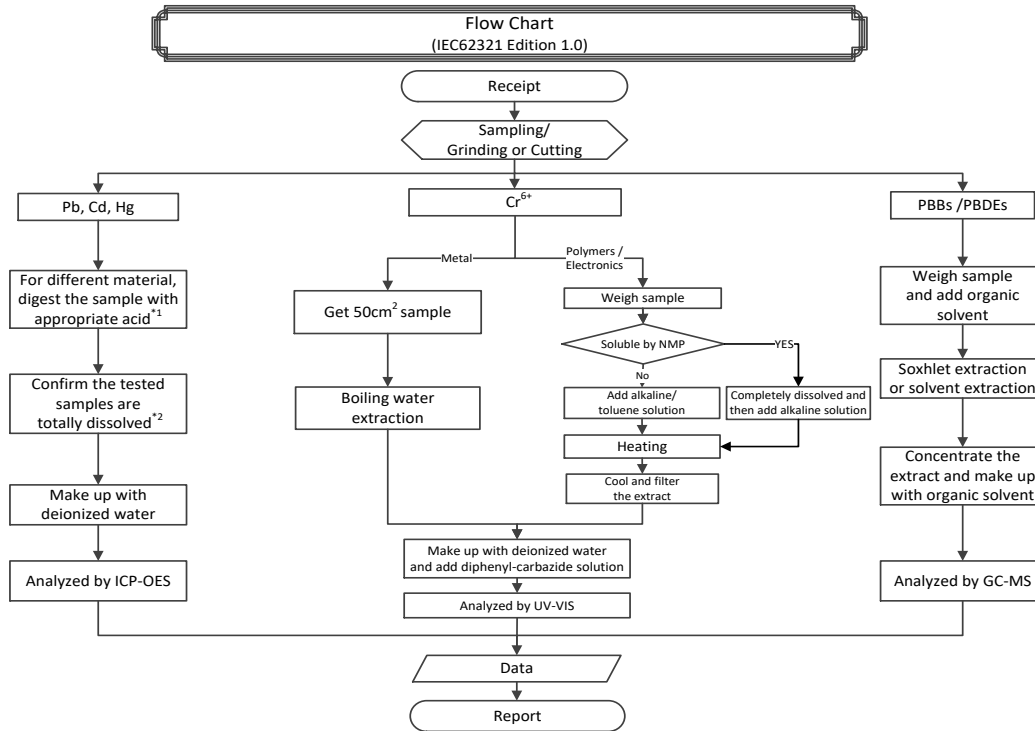 Flow Chart
(IEC62321 Edition 1.0)
Receipt
Sampling/
Grinding or Cutting
Pb, Cd, Hg
For different material,
digest the sample with
appropriate acid*1
Confirm the tested
samples are
totally dissolved*2
Make up with
deionized water
Analyzed by ICP-OES
Cr6+
Metal
Get 50cm2 sample
Boiling water
extraction
Polymers /
Electronics
Weigh sample
Soluble by NMP
YES
No
Add alkaline/
toluene solution
Completely dissolved and
then add alkaline solution
Heating
Cool and filter
the extract
Make up with deionized water
and add diphenyl-carbazide solution
Analyzed by UV-VIS
PBBs /PBDEs
Weigh sample
and add organic
solvent
Soxhlet extraction
or solvent extraction
Concentrate the
extract and make up
with organic solvent
Analyzed by GC-MS
Data
Report